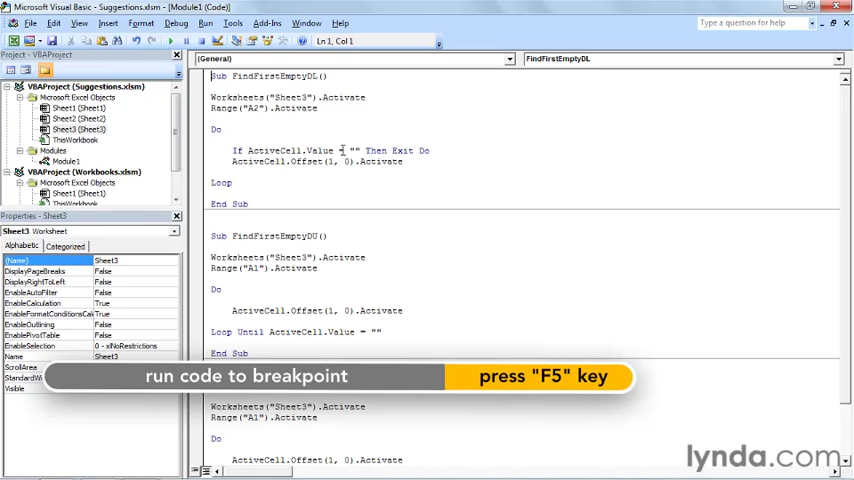 Microsoft Visual Basic - Suggestions.xlsm - [Module1 (Code)]
File Edit View Insert Format Debug Run Tools Add-Ins Window Help
Type a question for help
Ln 1, Col 1
Project - VBAProject
(General)
FindFirstEmptyDL
VBAProject (Suggestions.xlsm)
Microsoft Excel Objects
Sheet1 (Sheet1)
Sheet2 (Sheet2)
Sheet3 (Sheet3)
ThisWorkbook
Modules
Module1
VBAProject (Workbooks.xlsm)
Microsoft Excel Objects
Sheet1 (Sheet1)
ThisWorkbook
Properties - Sheet3
Sheet3 Worksheet
Alphabetic Categorized
(Name) Sheet3
DisplayPageBreaks False
DisplayRightToLeft False
EnableAutoFilter False
EnableCalculation True
EnableFormatConditionsCalc True
EnableOutlining False
EnablePivotTable False
EnableSelection 0 - xlNoRestrictions
Name Sheet3
ScrollArea
StandardWi
Visible
Sub FindFirstEmptyDL()
Worksheets("Sheet3").Activate
Range("A2").Activate
Do
If ActiveCell.Value = "" Then Exit Do
ActiveCell.Offset(1, 0).Activate
Loop
End Sub
Sub FindFirstEmptyDU()
Worksheets("Sheet3").Activate
Range("A1").Activate
Do
ActiveCell.Offset(1, 0).Activate
Loop Until ActiveCell.Value = ""
End Sub
run code to breakpoint press "F5" key
Worksheets("Sheet3").Activate
Range("A1").Activate
Do
ActiveCell.Offset(1, 0).Activate
lynda.com